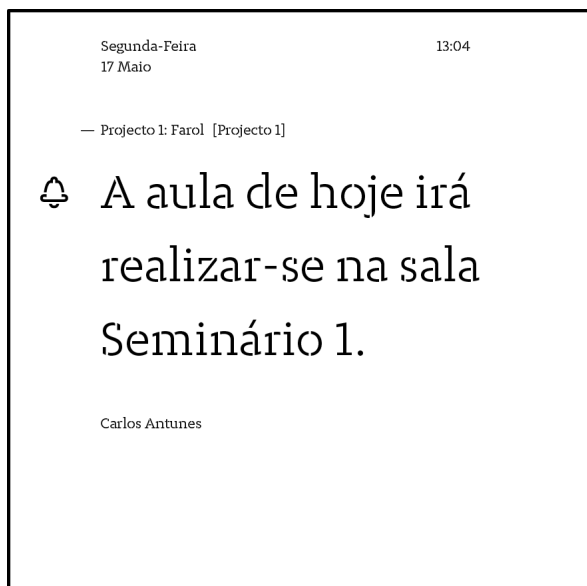 Segunda-Feira 13:04
17 Maio
— Projecto 1: Farol [Projecto 1]
A aula de hoje irá
realizar-se na sala
Seminário 1.
Carlos Antunes